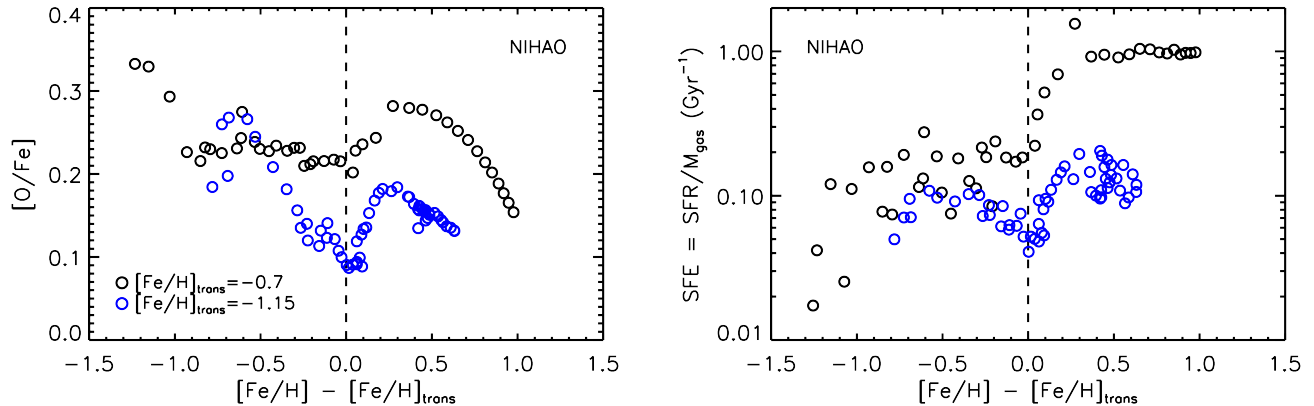 0.4
0.3
0.2
0.1
0.0
[O/Fe]
NIHAO
[Fe/H]trans=−0.7
[Fe/H]trans=−1.15
−1.5 −1.0 −0.5 0.0 0.5 1.0 1.5
[Fe/H] − [Fe/H]trans
1.00
0.10
0.01
SFE = SFR/Mgas (Gyr−1)
NIHAO
−1.5 −1.0 −0.5 0.0 0.5 1.0 1.5
[Fe/H] − [Fe/H]trans